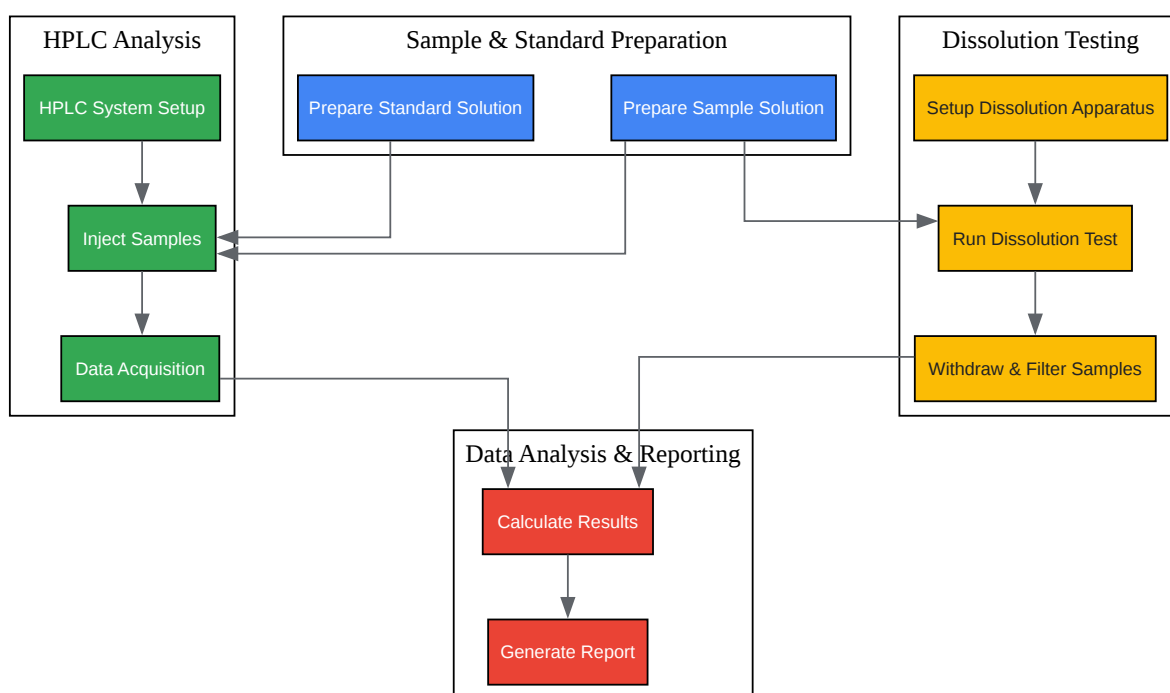 HPLC Analysis
HPLC System Setup
Inject Samples
Data Acquisition
Sample & Standard Preparation
Prepare Standard Solution
Prepare Sample Solution
Dissolution Testing
Setup Dissolution Apparatus
Run Dissolution Test
Withdraw & Filter Samples
Data Analysis & Reporting
Calculate Results
Generate Report